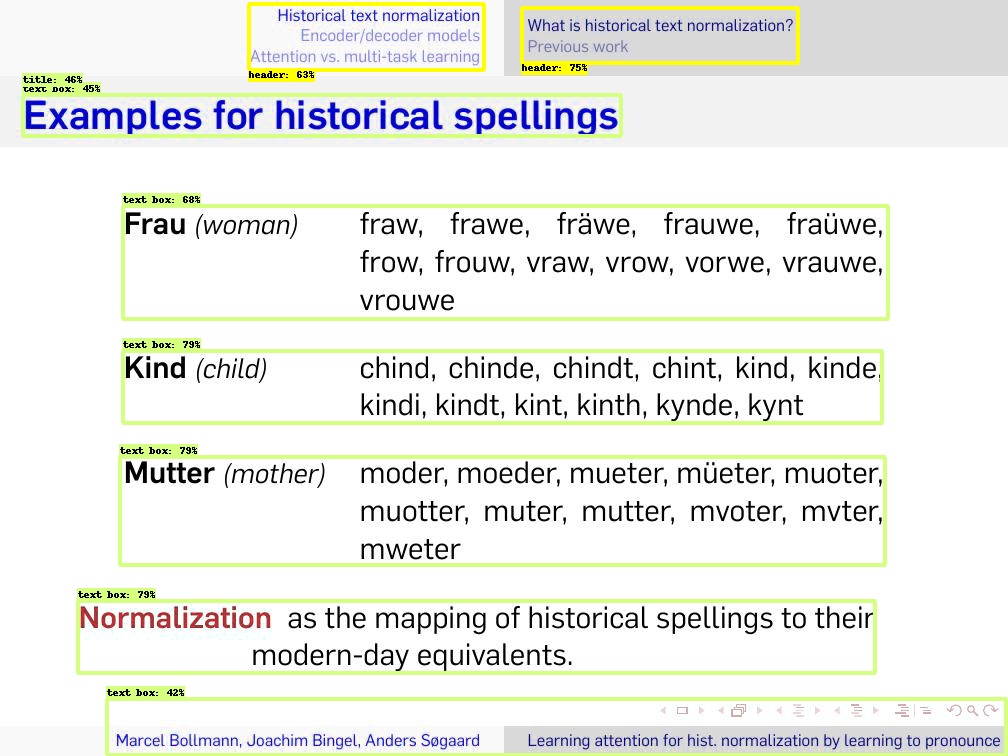 Historical text normalization
Encoder/decoder models
Attention vs. multi-task learning
What is historical text normalization?
Previous work
header: 63%
header: 75%
title: 46%
text box: 45%
Examples for historical spellings
text box: 68%
Frau (woman) fraw, frawe, fräwe, frauwe, fraüwe,
frow, frouw, vraw, vrow, vorwe, vrauwe,
vrouwe
text box: 79%
Kind (child) chind, chinde, chindt, chint, kind, kinde,
kindi, kindt, kint, kinth, kynde, kynt
text box: 79%
Mutter (mother) moder, moeder, mueter, müeter, muoter,
muotter, muter, mutter, mvoter, mvter,
mweter
text box: 79%
Normalization as the mapping of historical spellings to their
modern-day equivalents.
text box: 42%
Marcel Bollmann, Joachim Bingel, Anders Søgaard
Learning attention for hist. normalization by learning to pronounce